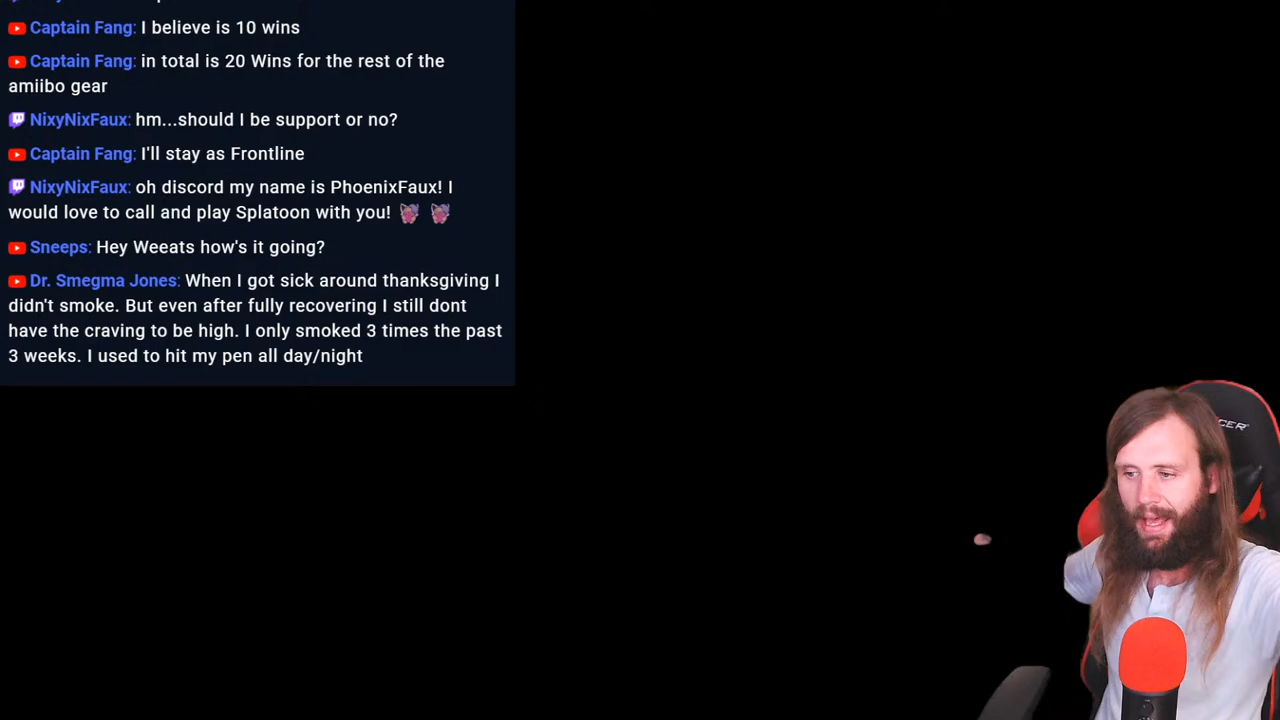 Captain Fang: I believe is 10 wins
Captain Fang: in total is 20 Wins for the rest of the
amiibo gear
NixyNixFaux: hm...should I be support or no?
Captain Fang: I'll stay as Frontline
NixyNixFaux: oh discord my name is PhoenixFaux! I
would love to call and play Splatoon with you!
Sneeps: Hey Weeats how's it going?
Dr. Smegma Jones: When I got sick around thanksgiving I
didn't smoke. But even after fully recovering I still dont
have the craving to be high. I only smoked 3 times the past
3 weeks. I used to hit my pen all day/night
CER